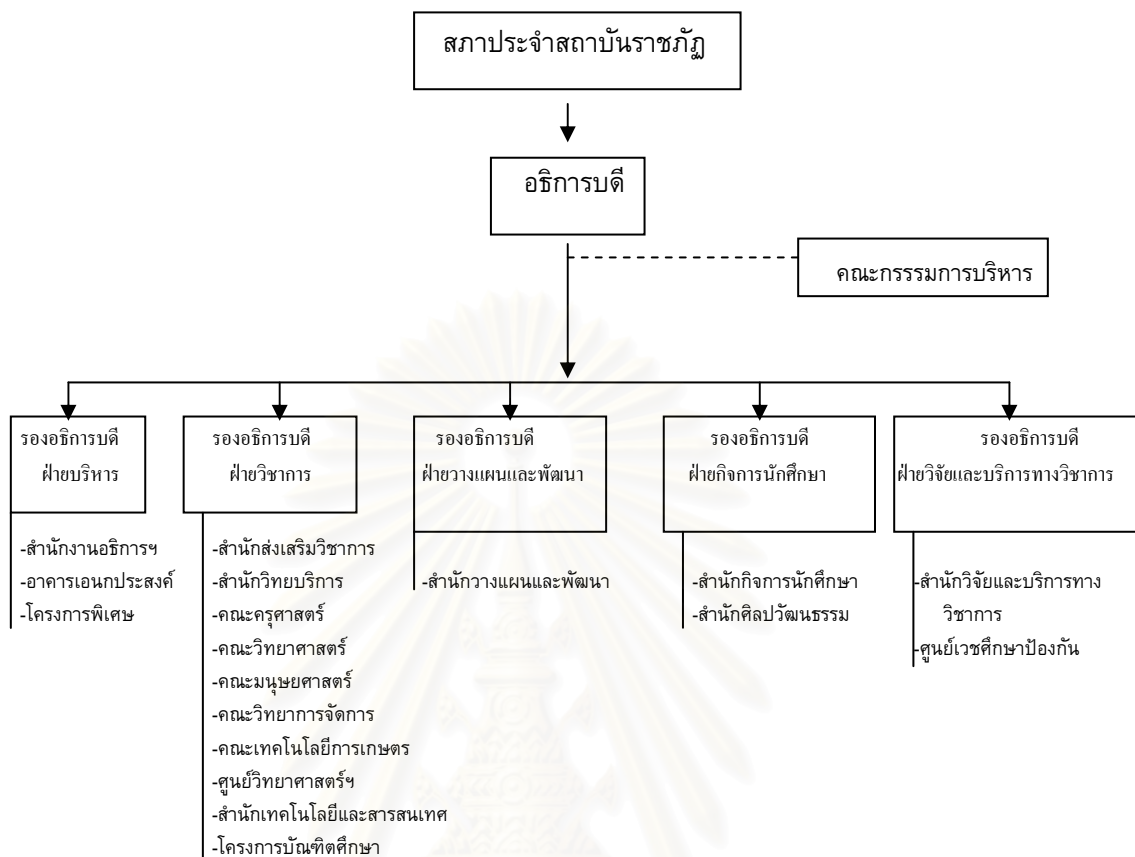 สภาประจำสถาบันราชภัฏ
อธิการบดี
คณะกรรรมการบริหาร
รองอธิการบดี
ฝ่ายบริหาร
-สำนักงานอธิการฯ
-อาคารเอนกประสงค์
-โครงการพิเศษ
รองอธิการบดี
ฝ่ายวิชาการ
-สำนักส่งเสริมวิชาการ
-สำนักวิทยบริการ
-คณะครุศาสตร์
-คณะวิทยาศาสตร์
-คณะมนุษยศาสตร์
-คณะวิทยาการจัดการ
-คณะเทคโนโลยีการเกษตร
-ศูนย์วิทยาศาสตร์ฯ
-สำนักเทคโนโลยีและสารสนเทศ
-โครงการบัณฑิตศึกษา
รองอธิการบดี
ฝ่ายวางแผนและพัฒนา
-สำนักวางแผนและพัฒนา
รองอธิการบดี
ฝ่ายกิจการนักศึกษา
-สำนักกิจการนักศึกษา
-สำนักศิลปวัฒนธรรม
รองอธิการบดี
ฝ่ายวิจัยและบริการทางวิชาการ
-สำนักวิจัยและบริการทาง
วิชาการ
-ศูนย์เวชศึกษาป้องกัน